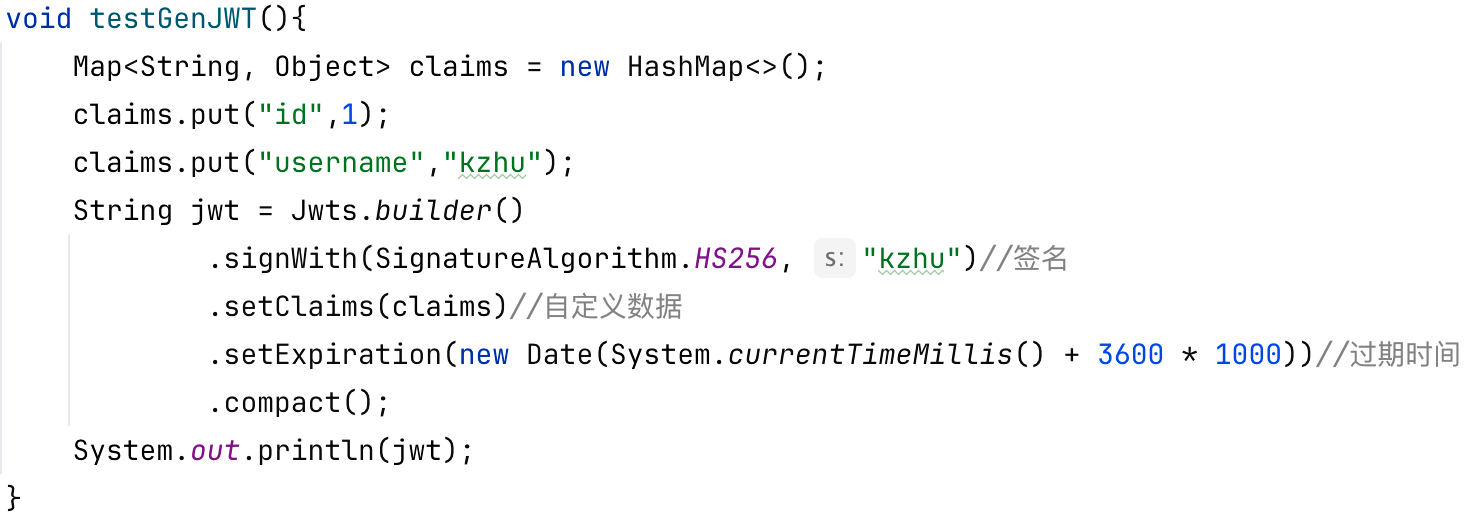 void testGenJWT(){
    Map<String, Object> claims = new HashMap<>();
    claims.put("id",1);
    claims.put("username","kzhu");
    String jwt = Jwts.builder()
            .signWith(SignatureAlgorithm.HS256, s: "kzhu")//签名
            .setClaims(claims)//自定义数据
            .setExpiration(new Date(System.currentTimeMillis() + 3600 * 1000))//过期时间
            .compact();
    System.out.println(jwt);
}